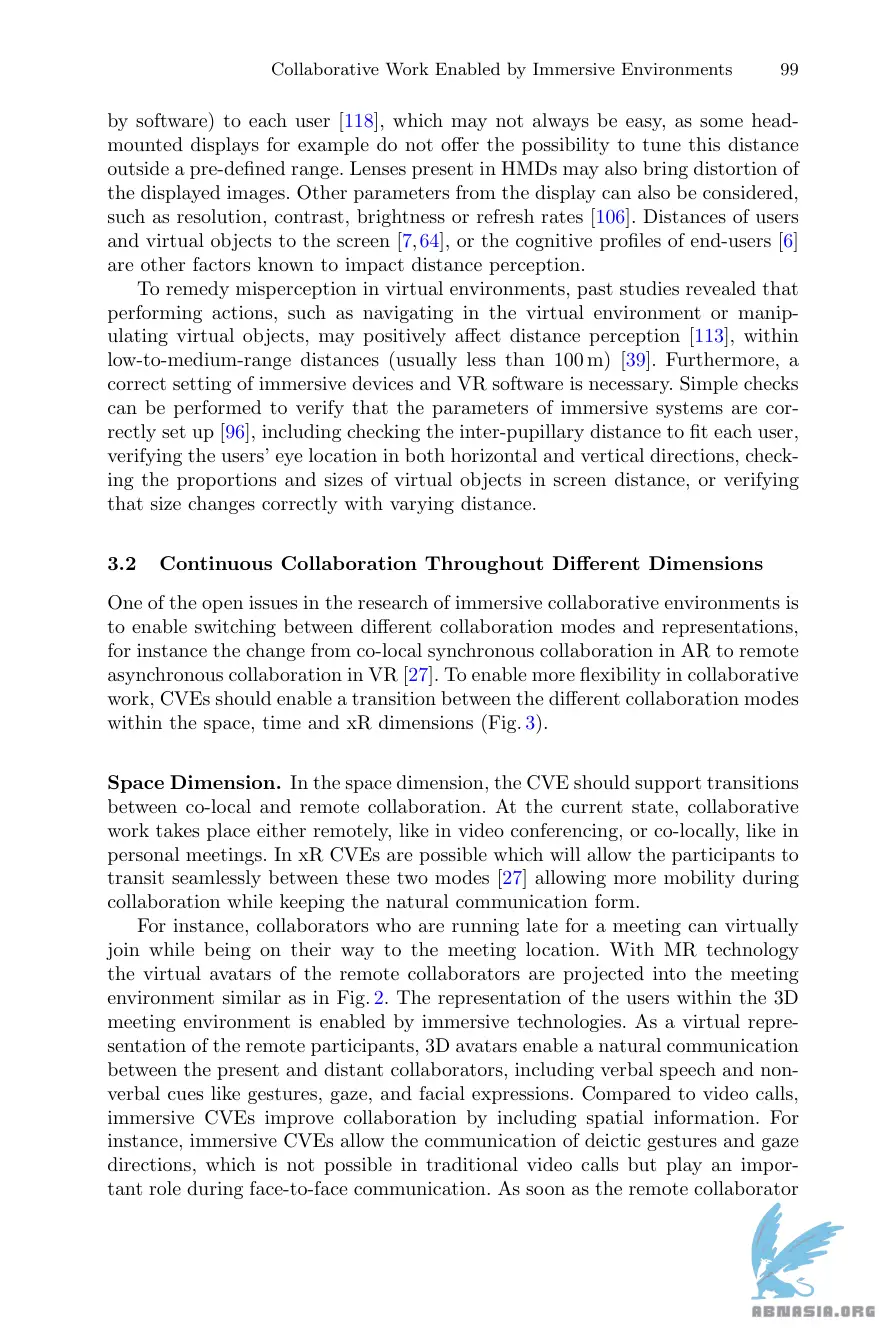 Collaborative Work Enabled by Immersive Environments 99
by software) to each user [118], which may not always be easy, as some head-
mounted displays for example do not offer the possibility to tune this distance
outside a pre-defined range. Lenses present in HMDs may also bring distortion of
the displayed images. Other parameters from the display can also be considered,
such as resolution, contrast, brightness or refresh rates [106]. Distances of users
and virtual objects to the screen [7,64], or the cognitive profiles of end-users [6]
are other factors known to impact distance perception.
To remedy misperception in virtual environments, past studies revealed that
performing actions, such as navigating in the virtual environment or manip-
ulating virtual objects, may positively affect distance perception [113], within
low-to-medium-range distances (usually less than 100 m) [39]. Furthermore, a
correct setting of immersive devices and VR software is necessary. Simple checks
can be performed to verify that the parameters of immersive systems are cor-
rectly set up [96], including checking the inter-pupillary distance to fit each user,
verifying the users' eye location in both horizontal and vertical directions, check-
ing the proportions and sizes of virtual objects in screen distance, or verifying
that size changes correctly with varying distance.
3.2 Continuous Collaboration Throughout Different Dimensions
One of the open issues in the research of immersive collaborative environments is
to enable switching between different collaboration modes and representations,
for instance the change from co-local synchronous collaboration in AR to remote
asynchronous collaboration in VR [27]. To enable more flexibility in collaborative
work, CVEs should enable a transition between the different collaboration modes
within the space, time and xR dimensions (Fig. 3).
Space Dimension. In the space dimension, the CVE should support transitions
between co-local and remote collaboration. At the current state, collaborative
work takes place either remotely, like in video conferencing, or co-locally, like in
personal meetings. In xR CVEs are possible which will allow the participants to
transit seamlessly between these two modes [27] allowing more mobility during
collaboration while keeping the natural communication form.
For instance, collaborators who are running late for a meeting can virtually
join while being on their way to the meeting location. With MR technology
the virtual avatars of the remote collaborators are projected into the meeting
environment similar as in Fig. 2. The representation of the users within the 3D
meeting environment is enabled by immersive technologies. As a virtual repre-
sentation of the remote participants, 3D avatars enable a natural communication
between the present and distant collaborators, including verbal speech and non-
verbal cues like gestures, gaze, and facial expressions. Compared to video calls,
immersive CVEs improve collaboration by including spatial information. For
instance, immersive CVEs allow the communication of deictic gestures and gaze
directions, which is not possible in traditional video calls but play an impor-
tant role during face-to-face communication. As soon as the remote collaborator
ABNASIA.ORG